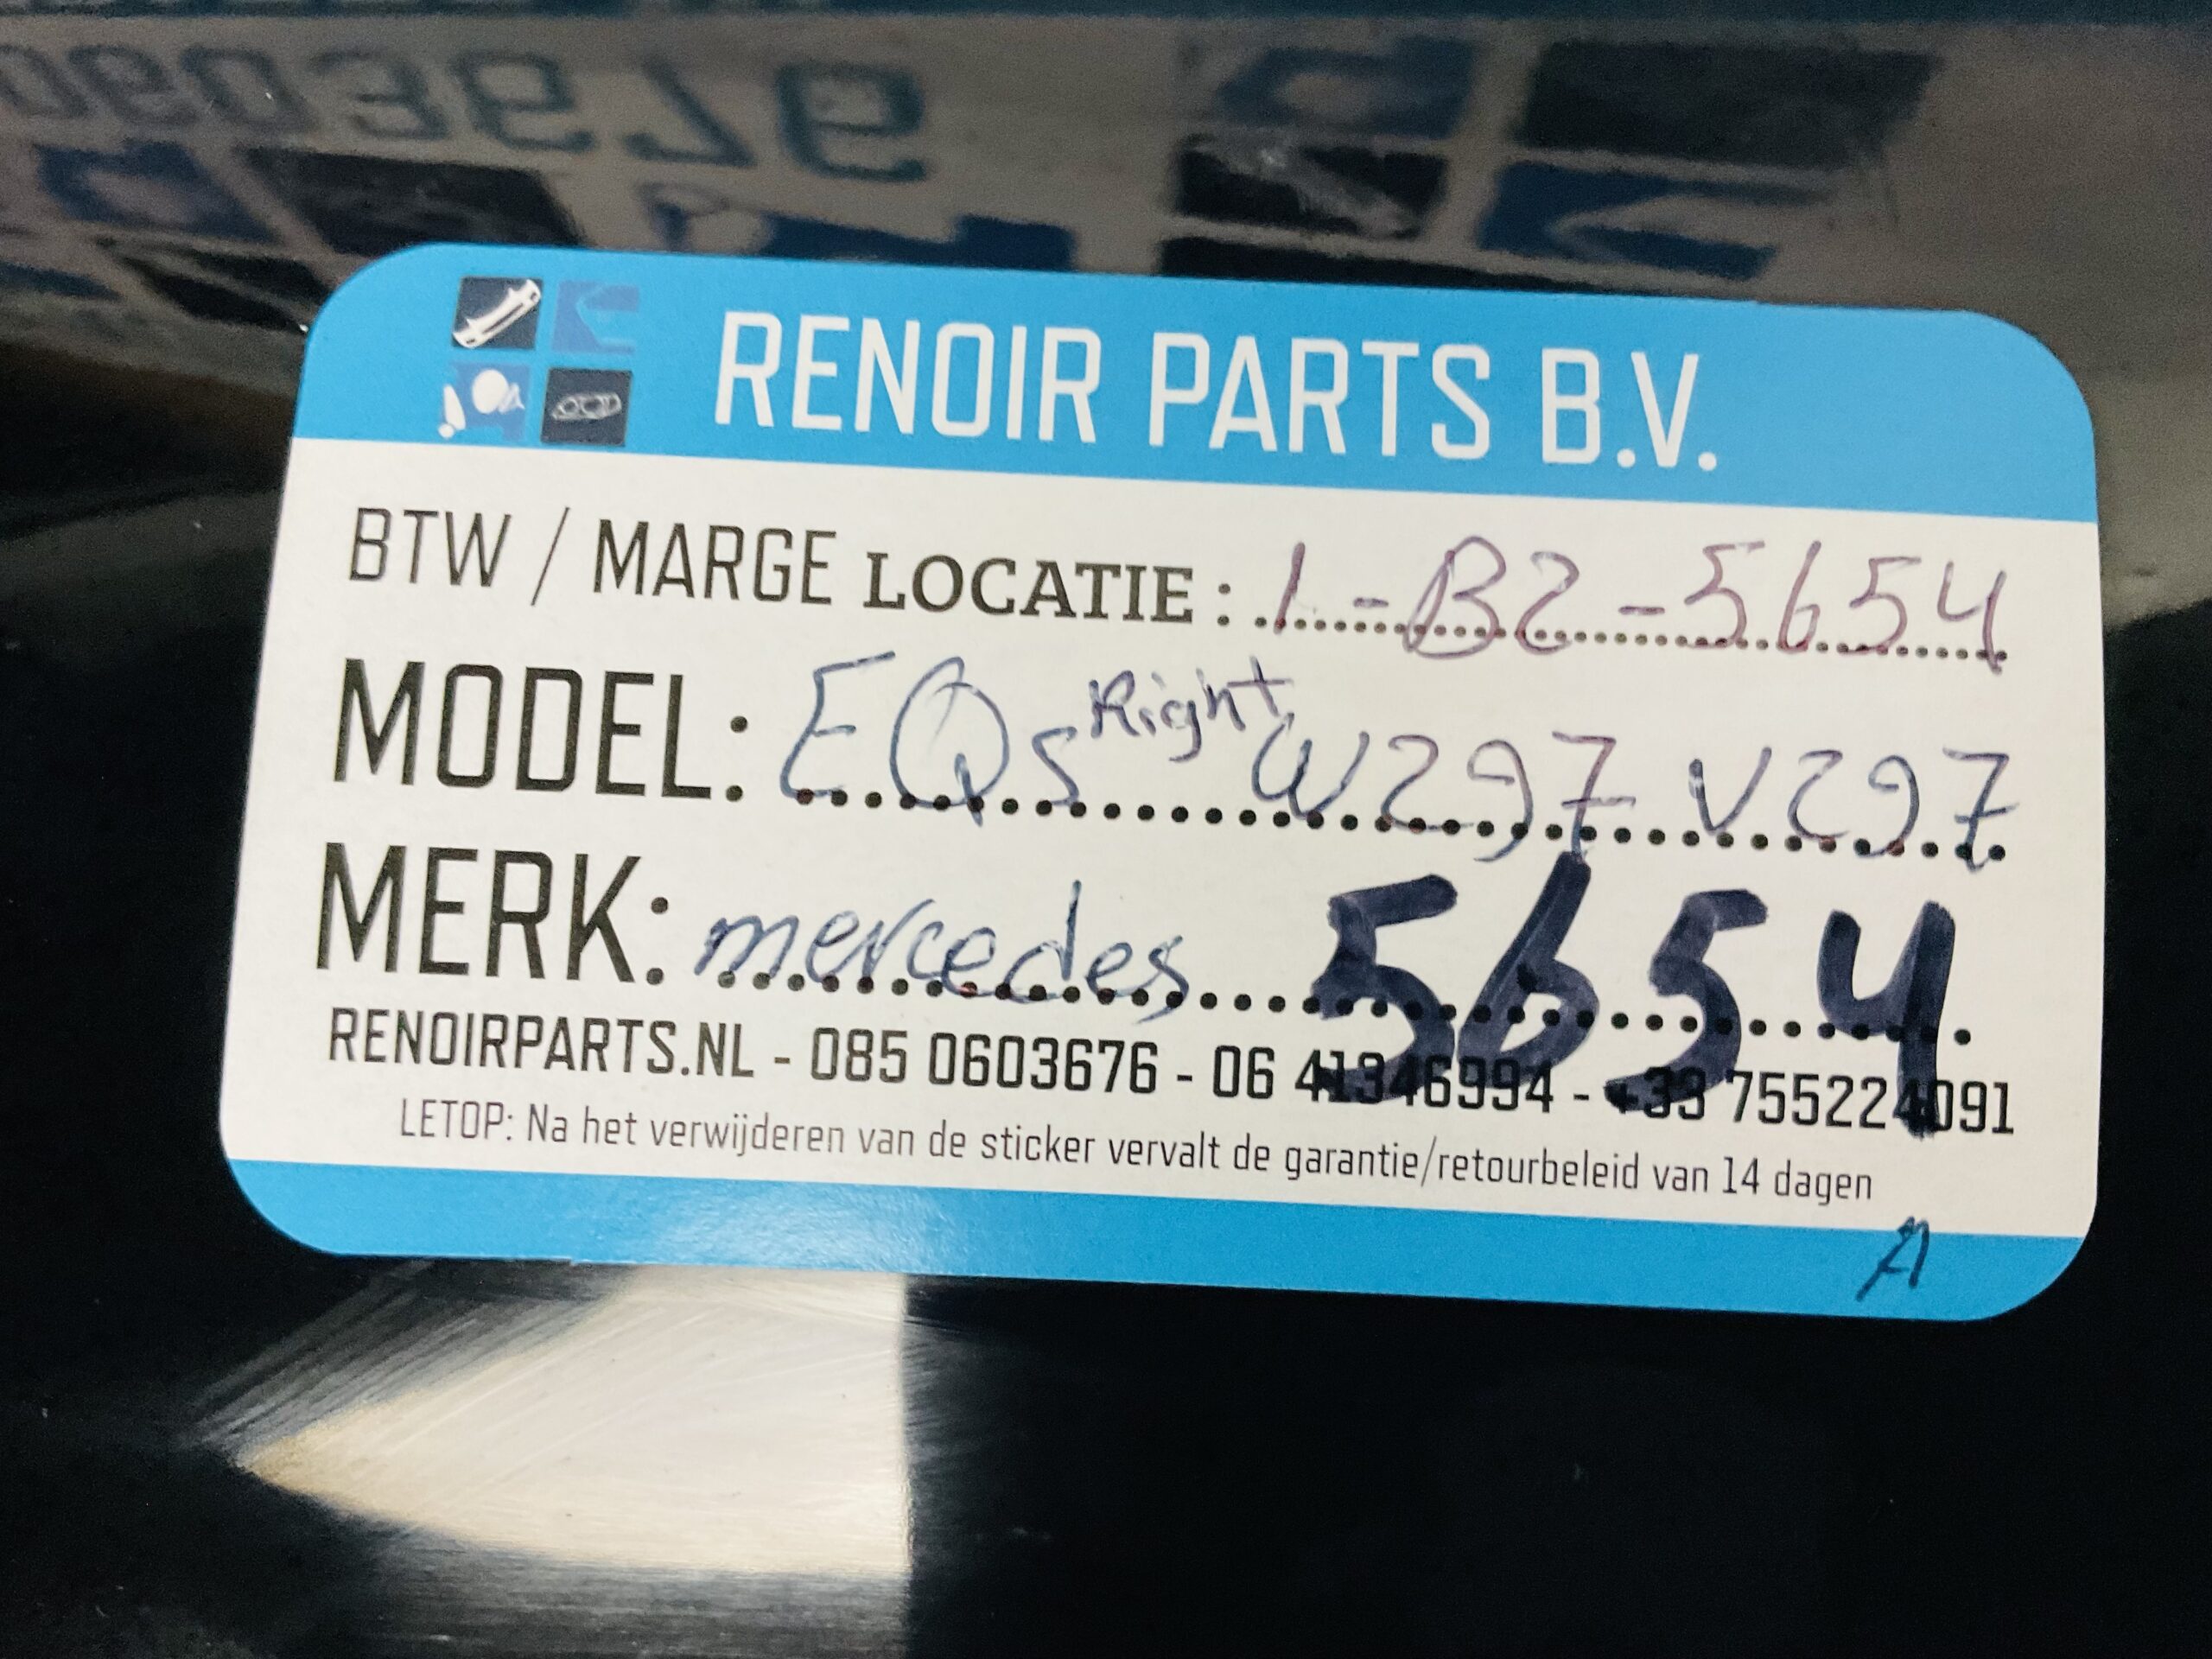 RENOIR PARTS B.V.
BTW / MARGE LOCATIE : 1-B2-5654
MODEL: EQS Right W297 V297
MERK: mercedes 5654
RENOIRPARTS.NL - 085 0603676 - 06 41346994 - +33 755224091
LETOP: Na het verwijderen van de sticker vervalt de garantie/retourbeleid van 14 dagen
A